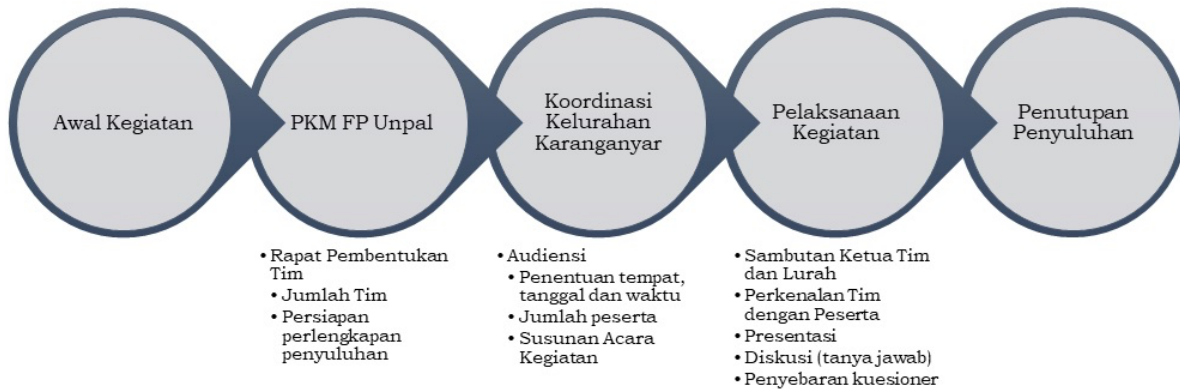 Awal Kegiatan
PKM FP Unpal
Koordinasi
Kelurahan
Karanganyar
Pelaksanaan
Kegiatan
Penutupan
Penyuluhan
• Rapat Pembentukan
Tim
• Jumlah Tim
• Persiapan
perlengkapan
penyuluhan
• Audiensi
• Penentuan tempat,
tanggal dan waktu
• Jumlah peserta
• Susunan Acara
Kegiatan
• Sambutan Ketua Tim
dan Lurah
• Perkenalan Tim
dengan Peserta
• Presentasi
• Diskusi (tanya jawab)
• Penyebaran kuesioner